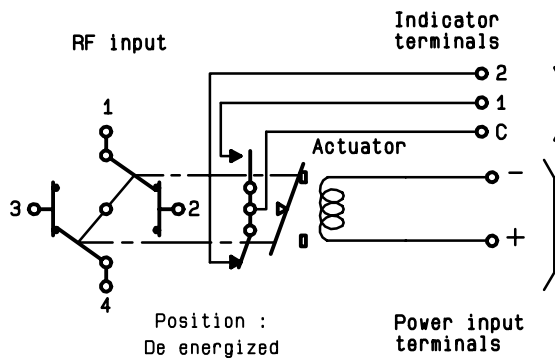 Indicator
terminals
RF input
2
1
C
1
Actuator
-
3
2
+
4
Position :
De energized
Power input
terminals